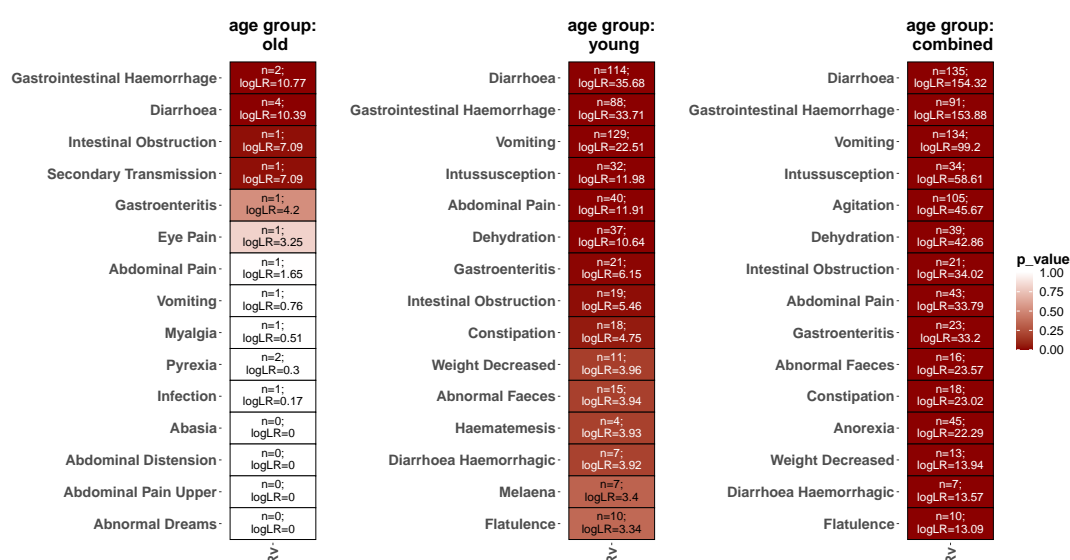 age group:
old
Gastrointestinal Haemorrhage
n=2;
logLR=10.77
Diarrhoea
n=4;
logLR=10.39
Intestinal Obstruction
n=1;
logLR=7.09
Secondary Transmission
n=1;
logLR=7.09
Gastroenteritis
n=1;
logLR=4.2
Eye Pain
n=1;
logLR=3.25
Abdominal Pain
n=1;
logLR=1.65
Vomiting
n=1;
logLR=0.76
Myalgia
n=1;
logLR=0.51
Pyrexia
n=2;
logLR=0.3
Infection
n=1;
logLR=0.17
Abasia
n=0;
logLR=0
Abdominal Distension
n=0;
logLR=0
Abdominal Pain Upper
n=0;
logLR=0
Abnormal Dreams
n=0;
logLR=0
Rv
age group:
young
Diarrhoea
n=114;
logLR=35.68
Gastrointestinal Haemorrhage
n=88;
logLR=33.71
Vomiting
n=129;
logLR=22.51
Intussusception
n=32;
logLR=11.98
Abdominal Pain
n=40;
logLR=11.91
Dehydration
n=37;
logLR=10.64
Gastroenteritis
n=21;
logLR=6.15
Intestinal Obstruction
n=19;
logLR=5.46
Constipation
n=18;
logLR=4.75
Weight Decreased
n=11;
logLR=3.96
Abnormal Faeces
n=15;
logLR=3.94
Haematemesis
n=4;
logLR=3.93
Diarrhoea Haemorrhagic
n=7;
logLR=3.92
Melaena
n=7;
logLR=3.4
Flatulence
n=10;
logLR=3.34
Rv
age group:
combined
Diarrhoea
n=135;
logLR=154.32
Gastrointestinal Haemorrhage
n=91;
logLR=153.88
Vomiting
n=134;
logLR=99.2
Intussusception
n=34;
logLR=58.61
Agitation
n=105;
logLR=45.67
Dehydration
n=39;
logLR=42.86
Intestinal Obstruction
n=21;
logLR=34.02
Abdominal Pain
n=43;
logLR=33.79
Gastroenteritis
n=23;
logLR=33.2
Abnormal Faeces
n=16;
logLR=23.57
Constipation
n=18;
logLR=23.02
Anorexia
n=45;
logLR=22.29
Weight Decreased
n=13;
logLR=13.94
Diarrhoea Haemorrhagic
n=7;
logLR=13.57
Flatulence
n=10;
logLR=13.09
Rv
p_value
1.00
0.75
0.50
0.25
0.00